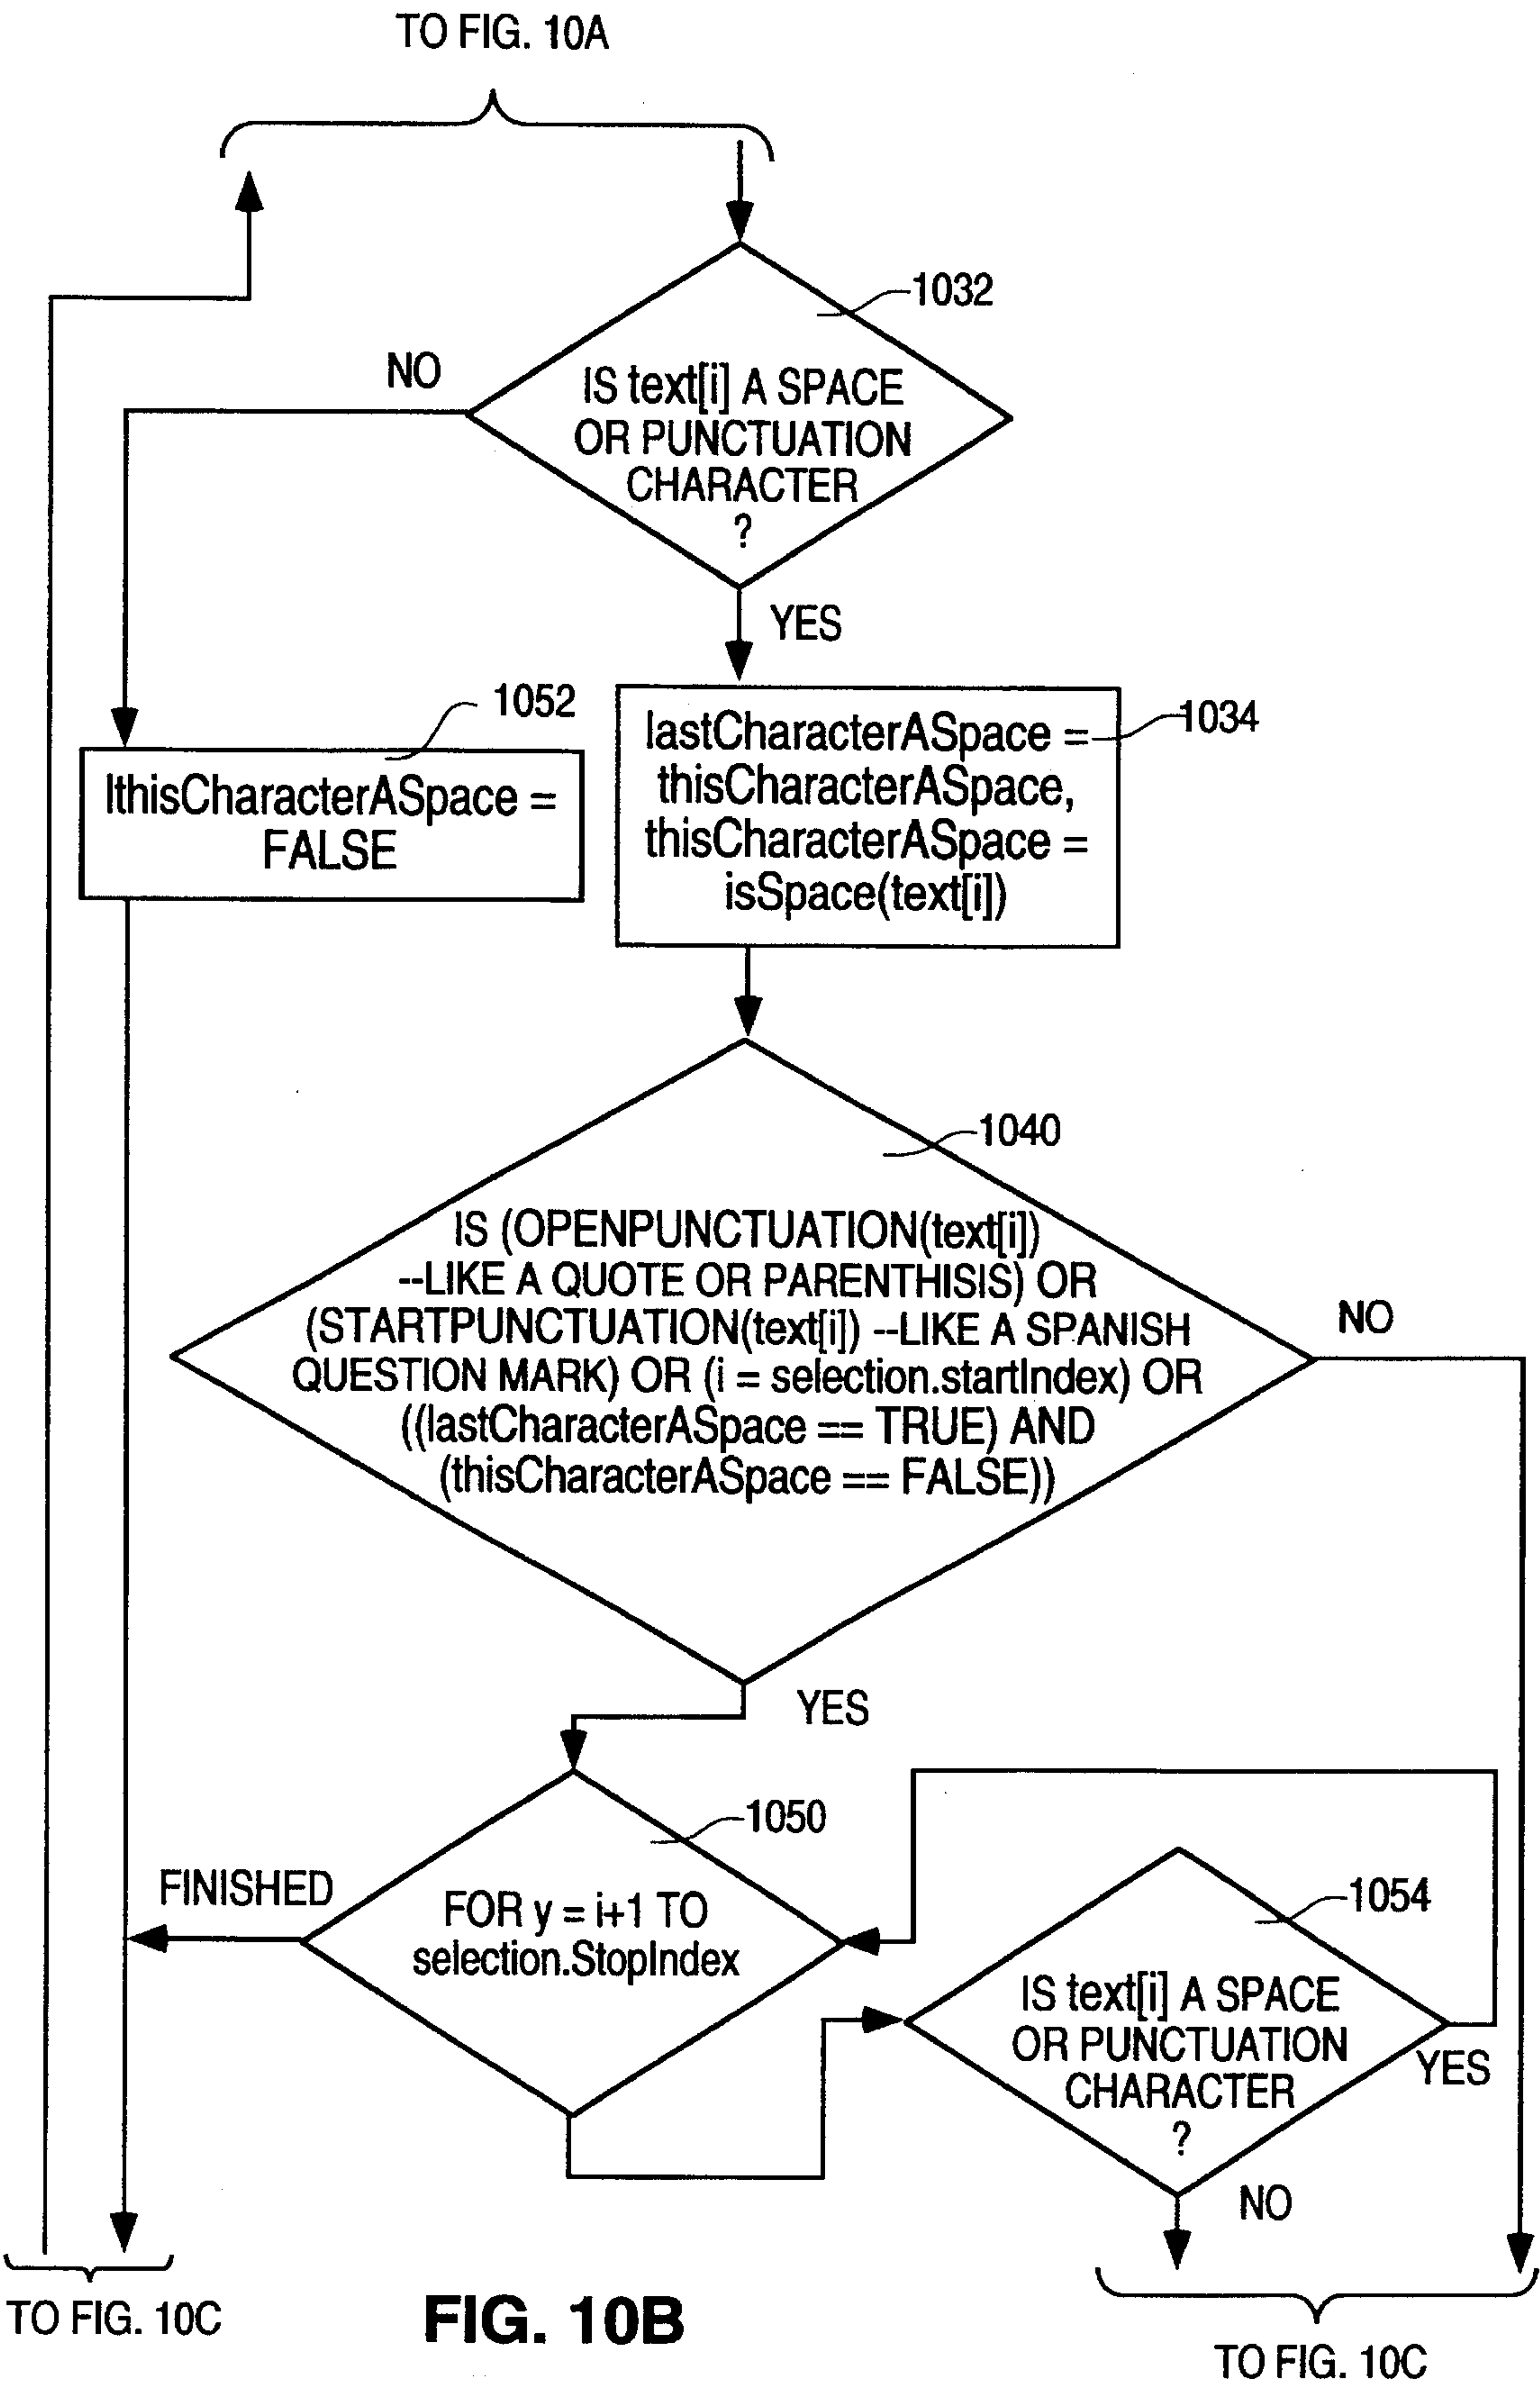 TO FIG. 10A
1032
NO
IS text[i] A SPACE
OR PUNCTUATION
CHARACTER
?
YES
1052
lthisCharacterASpace =
FALSE
1034
lastCharacterASpace =
thisCharacterASpace,
thisCharacterASpace =
isSpace(text[i])
1040
IS (OPENPUNCTUATION(text[i])
--LIKE A QUOTE OR PARENTHISIS) OR
(STARTPUNCTUATION(text[i]) --LIKE A SPANISH
QUESTION MARK) OR (i = selection.startIndex) OR
((lastCharacterASpace == TRUE) AND
(thisCharacterASpace == FALSE))
NO
YES
1050
FINISHED
FOR y = i+1 TO
selection.StopIndex
1054
IS text[i] A SPACE
OR PUNCTUATION
CHARACTER
?
YES
NO
TO FIG. 10C
FIG. 10B
TO FIG. 10C